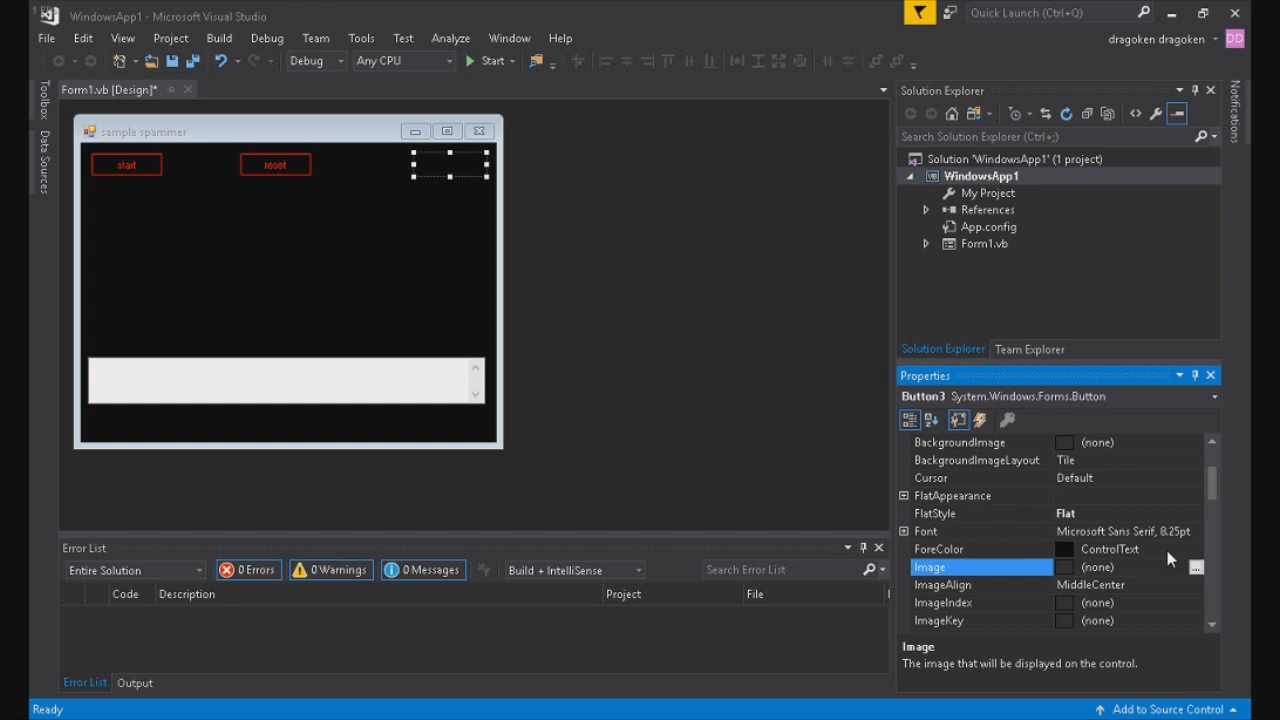 WindowsApp1 - Microsoft Visual Studio
Quick Launch (Ctrl+Q)
File Edit View Project Build Debug Team Tools Test Analyze Window Help
dragoken dragoken DD
Debug Any CPU Start
Toolbox
Data Sources
Form1.vb [Design]*
sample spammer
start reset
Solution Explorer
Search Solution Explorer (Ctrl+;)
Solution 'WindowsApp1' (1 project)
VB WindowsApp1
My Project
References
App.config
Form1.vb
Notifications
Solution Explorer Team Explorer
Properties
Button3 System.Windows.Forms.Button
BackgroundImage (none)
BackgroundImageLayout Tile
Cursor Default
FlatAppearance
FlatStyle Flat
Font Microsoft Sans Serif, 8.25pt
ForeColor ControlText
Image (none) ...
ImageAlign MiddleCenter
ImageIndex (none)
ImageKey (none)
Image
The image that will be displayed on the control.
Error List
Entire Solution 0 Errors 0 Warnings 0 Messages Build + IntelliSense Search Error List
Code Description Project File
Error List Output
Ready Add to Source Control